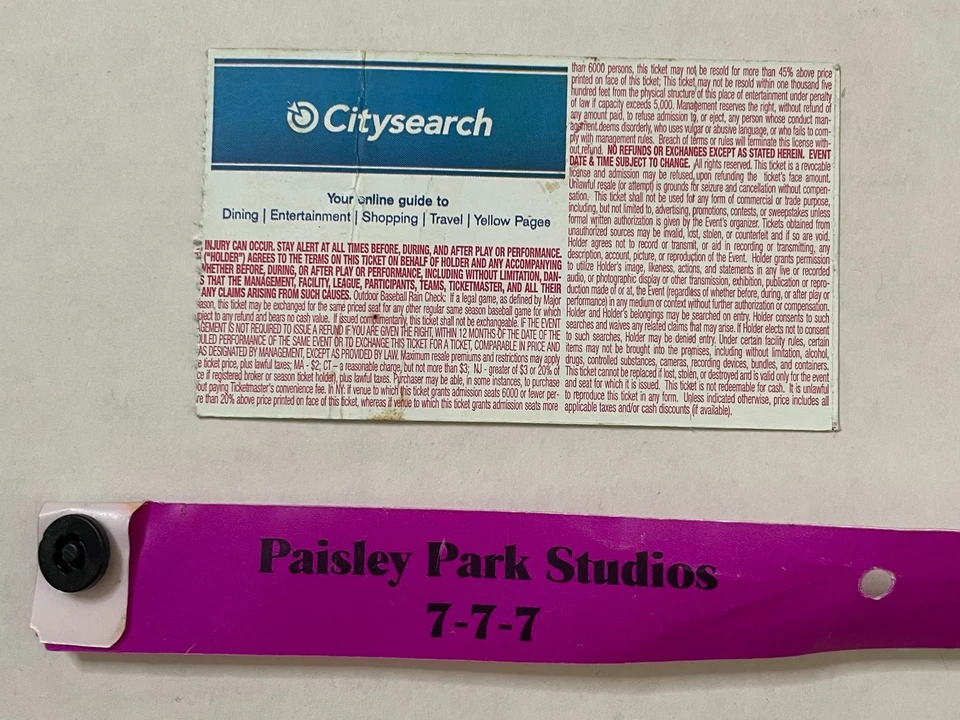 Citysearch
Your online guide to
Dining | Entertainment | Shopping | Travel | Yellow Pages
INJURY CAN OCCUR. STAY ALERT AT ALL TIMES BEFORE, DURING, AND AFTER PLAY OR PERFORMANCE.
("HOLDER") AGREES TO THE TERMS ON THIS TICKET ON BEHALF OF HOLDER AND ANY ACCOMPANYING
WHETHER BEFORE, DURING, OR AFTER PLAY OR PERFORMANCE, INCLUDING WITHOUT LIMITATION, DAN-
S THAT THE MANAGEMENT, FACILITY, LEAGUE, PARTICIPANTS, TEAMS, TICKETMASTER, AND ALL THEIR
ANY CLAIMS ARISING FROM SUCH CAUSES. Outdoor Baseball Rain Check: If a legal game, as defined by Major
eason, this ticket may be exchanged for the same priced seat for any other regular same season baseball game for which
pject to any refund and bears no cash value. If issued complimentarily, this ticket shall not be exchangeable. IF THE EVENT
AGEMENT IS NOT REQUIRED TO ISSUE A REFUND IF YOU ARE GIVEN THE RIGHT, WITHIN 12 MONTHS OF THE DATE OF THE
ULED PERFORMANCE OF THE SAME EVENT OR TO EXCHANGE THIS TICKET FOR A TICKET, COMPARABLE IN PRICE AND
AS DESIGNATED BY MANAGEMENT, EXCEPT AS PROVIDED BY LAW. Maximum resale premiums and restrictions may apply
e ticket price, plus lawful taxes; MA - $2; CT – a reasonable charge, but not more than $3; NJ - greater of $3 or 20% of
ce if registered broker or season ticket holder), plus lawful taxes. Purchaser may be able, in some instances, to purchase
out paying Ticketmaster's convenience fee. In NY: if venue to which this ticket grants admission seats 6000 or fewer per-
re than 20% above price printed on face of this ticket, whereas if venue to which this ticket grants admission seats more
than 6000 persons, this ticket may not be resold for more than 45% above price
printed on face of this ticket; This ticket may not be resold within one thousand five
hundred feet from the physical structure of this place of entertainment under penalty
of law if capacity exceeds 5,000. Management reserves the right, without refund of
any amount paid, to refuse admission to, or eject, any person whose conduct man-
agement deems disorderly, who uses vulgar or abusive language, or who fails to com-
ply with management rules. Breach of terms or rules will terminate this license with-
out refund. NO REFUNDS OR EXCHANGES EXCEPT AS STATED HEREIN. EVENT
DATE & TIME SUBJECT TO CHANGE. All rights reserved. This ticket is a revocable
license and admission may be refused upon refunding the ticket's face amount.
Unlawful resale (or attempt) is grounds for seizure and cancellation without compen-
sation. This ticket shall not be used for any form of commercial or trade purpose,
including, but not limited to, advertising, promotions, contests, or sweepstakes unless
formal written authorization is given by the Event's organizer. Tickets obtained from
unauthorized sources may be invalid, lost, stolen, or counterfeit and if so are void.
Holder agrees not to record or transmit, or aid in recording or transmitting, any
description, account, picture, or reproduction of the Event. Holder grants permission
to utilize Holder's image, likeness, actions, and statements in any live or recorded
audio, or photographic display or other transmission, exhibition, publication or repro-
duction made of or at, the Event (regardless of whether before, during, or after play or
performance) in any medium or context without further authorization or compensation.
Holder and Holder's belongings may be searched on entry. Holder consents to such
searches and waives any related claims that may arise. If Holder elects not to consent
to such searches, Holder may be denied entry. Under certain facility rules, certain
items may not be brought into the premises, including without limitation, alcohol,
drugs, controlled substances, cameras, recording devices, bundles, and containers.
This ticket cannot be replaced if lost, stolen, or destroyed and is valid only for the event
and seat for which it is issued. This ticket is not redeemable for cash. It is unlawful
to reproduce this ticket in any form. Unless indicated otherwise, price includes all
applicable taxes and/or cash discounts (if available).
Paisley Park Studios
7-7-7